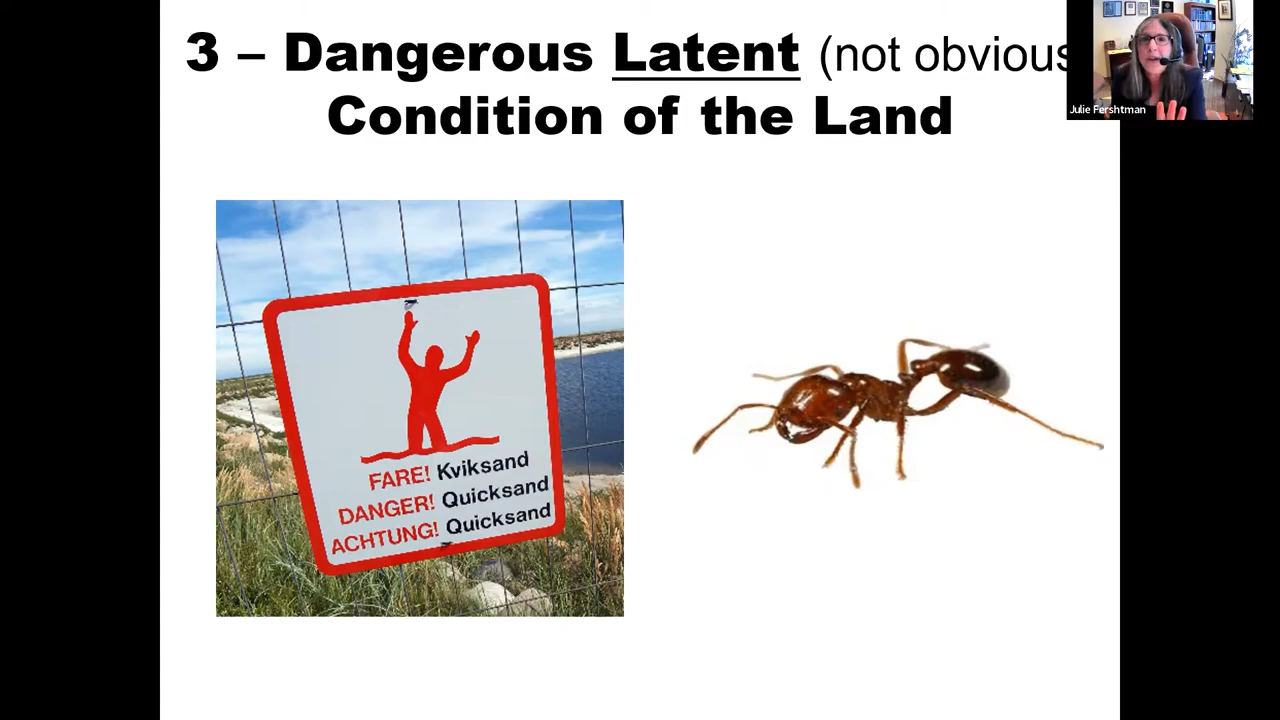 3 – Dangerous Latent (not obvious
Condition of the Land
Julie Fershtman
FARE! Kviksand
DANGER! Quicksand
ACHTUNG! Quicksand